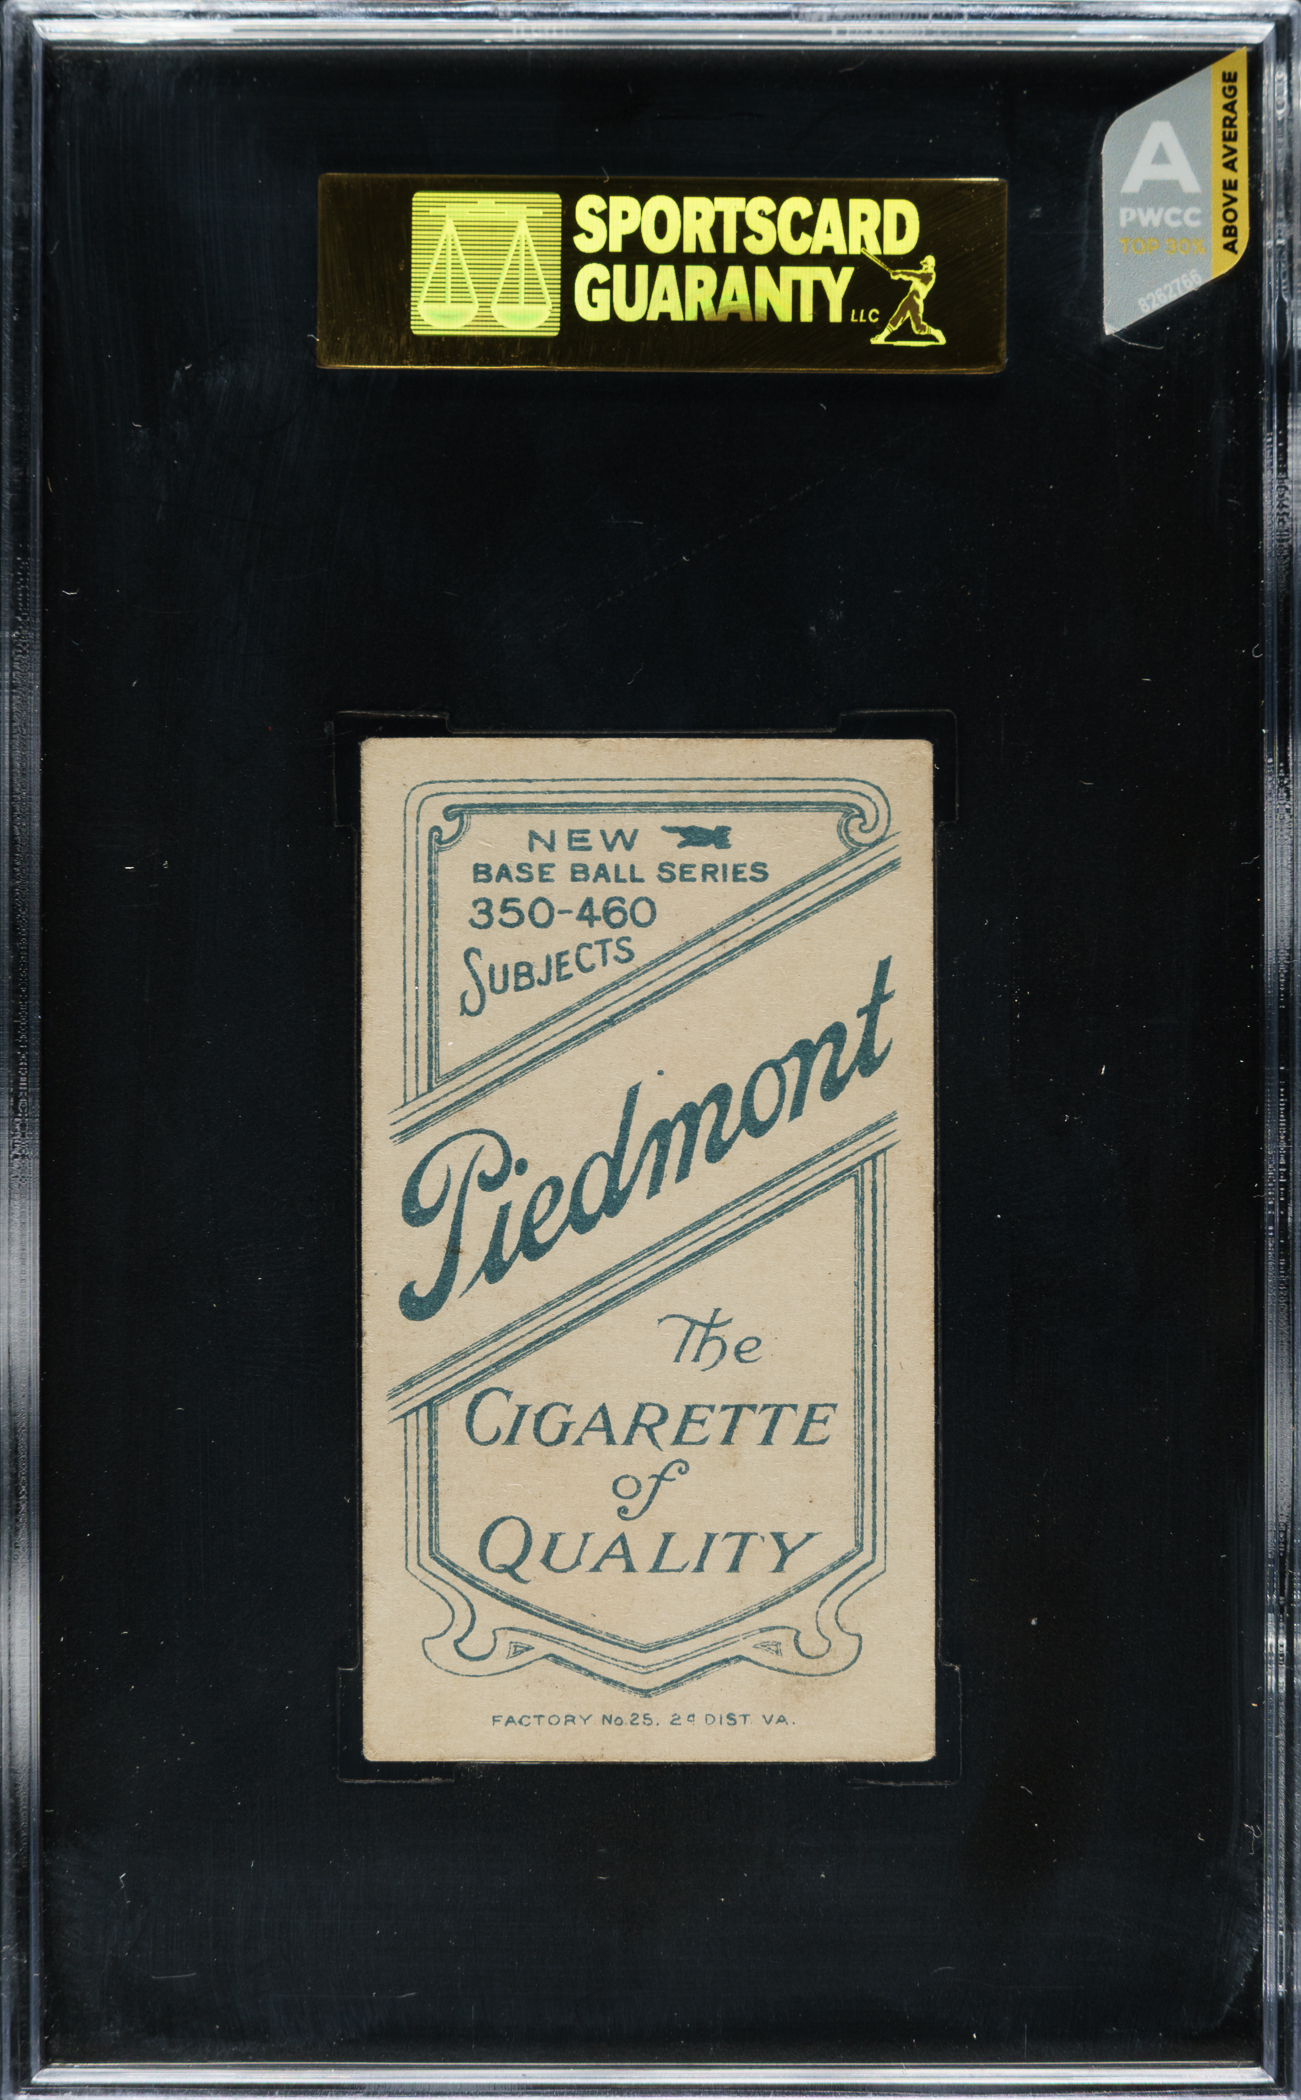 SPORTSCARD
GUARANTY LLC
A
PWCC
TOP 30%
8262766
ABOVE AVERAGE
NEW
BASE BALL SERIES
350-460
SUBJECTS
Piedmont
The
CIGARETTE
of
QUALITY
FACTORY No. 25. 2d DIST. VA.